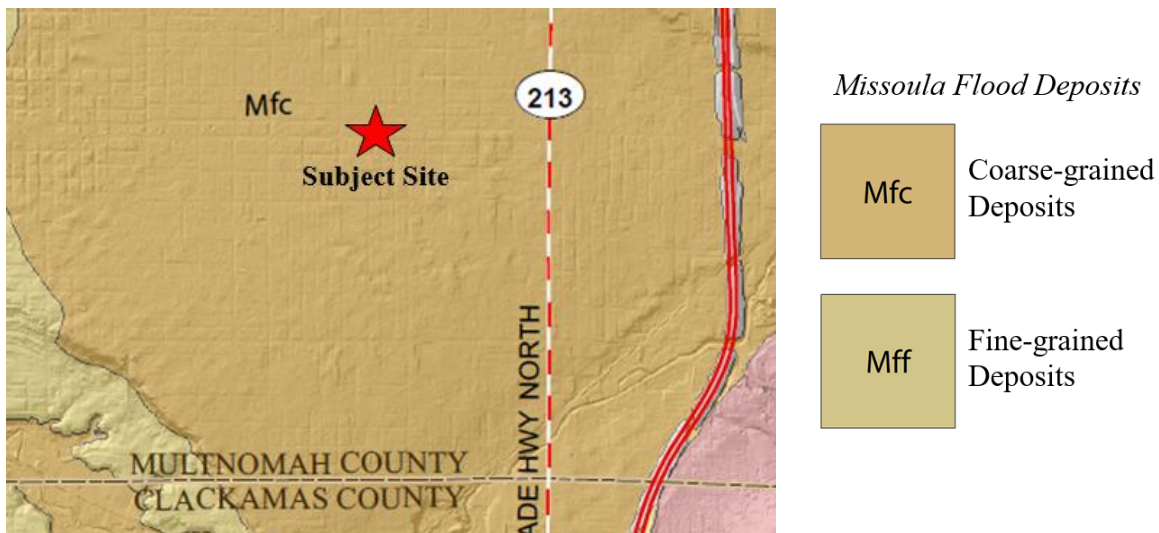 Mfc
213
Subject Site
ADE HWY NORTH
MULTNOMAH COUNTY
CLACKAMAS COUNTY
Missoula Flood Deposits
Mfc
Coarse-grained
Deposits
Mff
Fine-grained
Deposits